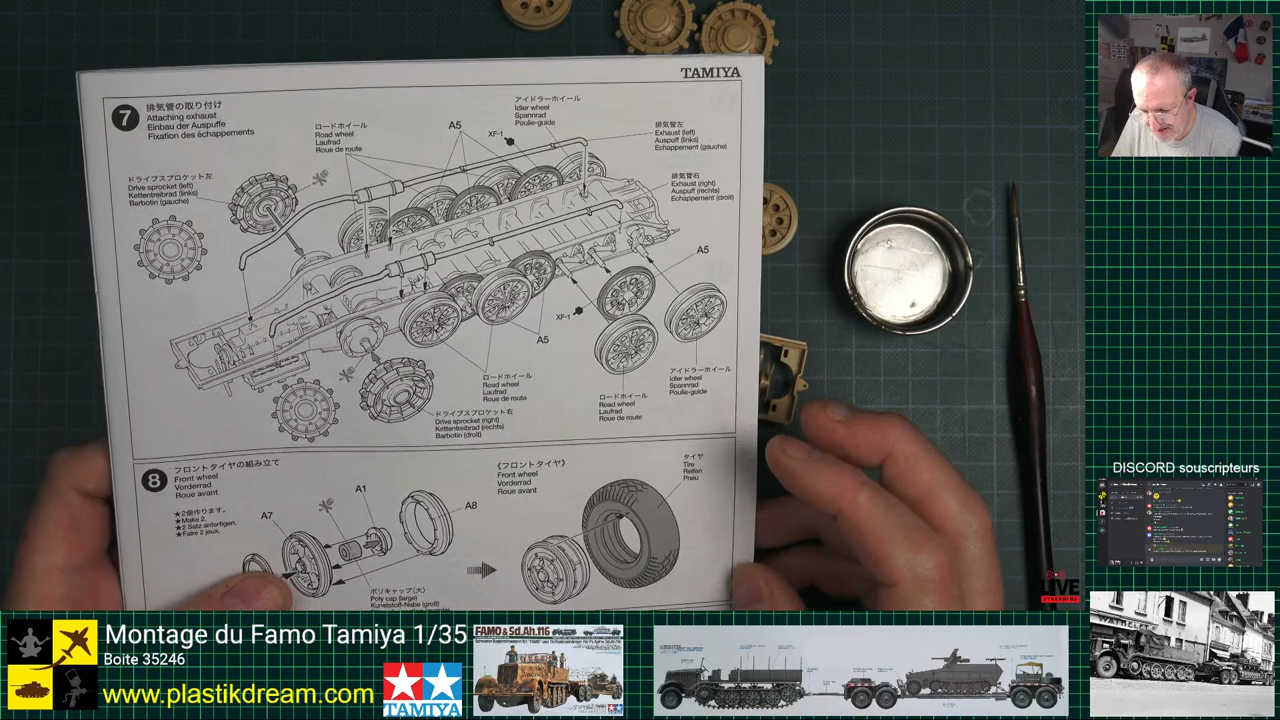 TAMIYA
7
排気管の取り付け
Attaching exhaust
Einbau der Auspuffe
Fixation des échappements
ロードホイール
Road wheel
Laufrad
Roue de route
A5
XF-1
アイドラーホイール
Idler wheel
Spannrad
Poulie-guide
排気管左
Exhaust (left)
Auspuff (links)
Echappement (gauche)
排気管右
Exhaust (right)
Auspuff (rechts)
Echappement (droit)
ドライブスプロケット左
Drive sprocket (left)
Kettentreibrad (links)
Barbotin (gauche)
A5
XF-1
A5
ロードホイール
Road wheel
Laufrad
Roue de route
ロードホイール
Road wheel
Laufrad
Roue de route
アイドラーホイール
Idler wheel
Spannrad
Poulie-guide
ドライブスプロケット右
Drive sprocket (right)
Kettentreibrad (rechts)
Barbotin (droit)
8
フロントタイヤの組み立て
Front wheel
Vorderrad
Roue avant
★2個作ります。
★Make 2.
★2 Satz anfertigen.
★Faire 2 jeux.
A7
A1
A8
ポリキャップ(大)
Poly cap (large)
Kunststoff-Nabe (groß)
《フロントタイヤ》
Front wheel
Vorderrad
Roue avant
タイヤ
Tire
Reifen
Pneu
DISCORD souscripteurs
LIVE
STREAMING
Montage du Famo Tamiya 1/35
Boite 35246
www.plastikdream.com
TAMIYA
FAMO & Sd.Ah.116